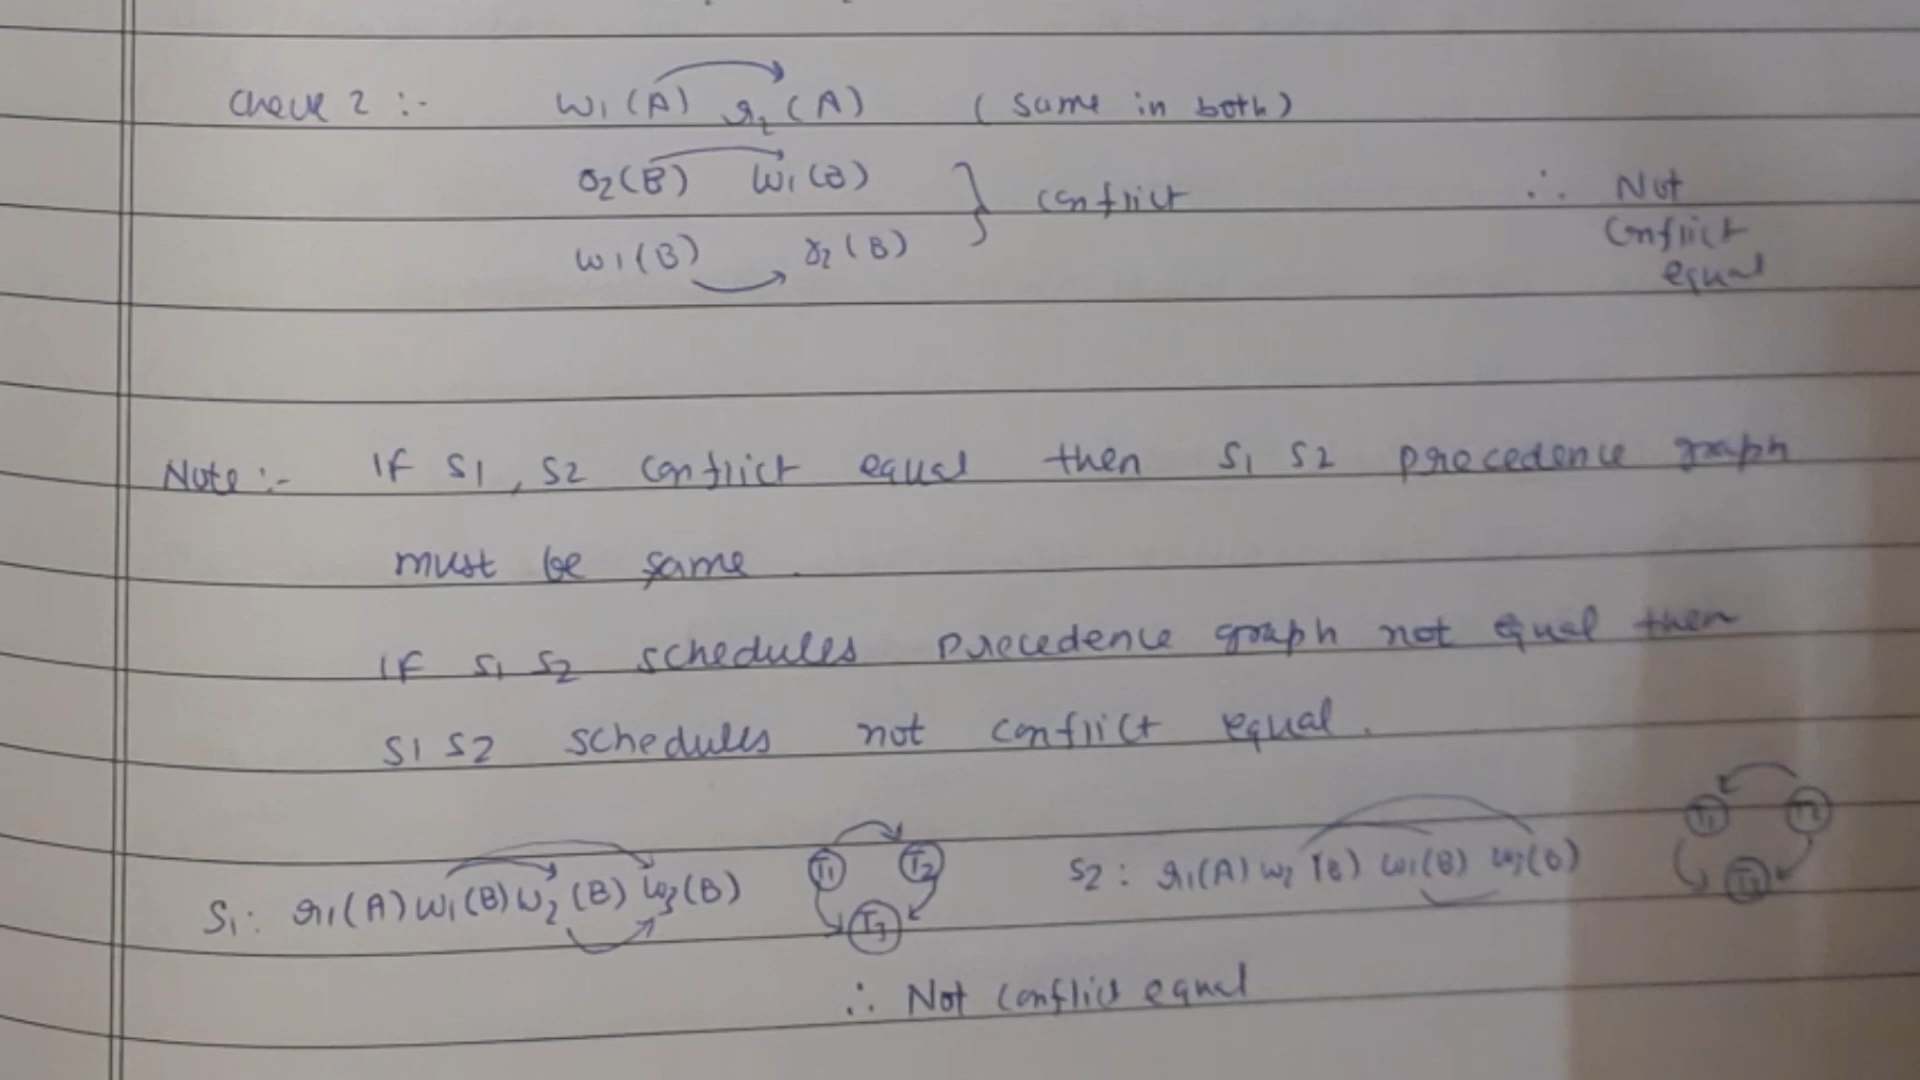 Check 2 :- w1(A) r2(A) (same in both)
r2(B) w1(B)
} conflict ∴ Not
w1(B) r2(B) Conflict
equal
Note :- If S1, S2 conflict equal then S1 S2 precedence graph
must be same.
If S1 S2 schedules precedence graph not equal then
S1 S2 schedules not conflict equal.
S1: r1(A) w1(B) w2(B) w3(B) T1 T2 T3 S2: r1(A) w2(B) w1(B) w3(B) T1 T2 T3
∴ Not conflict equal